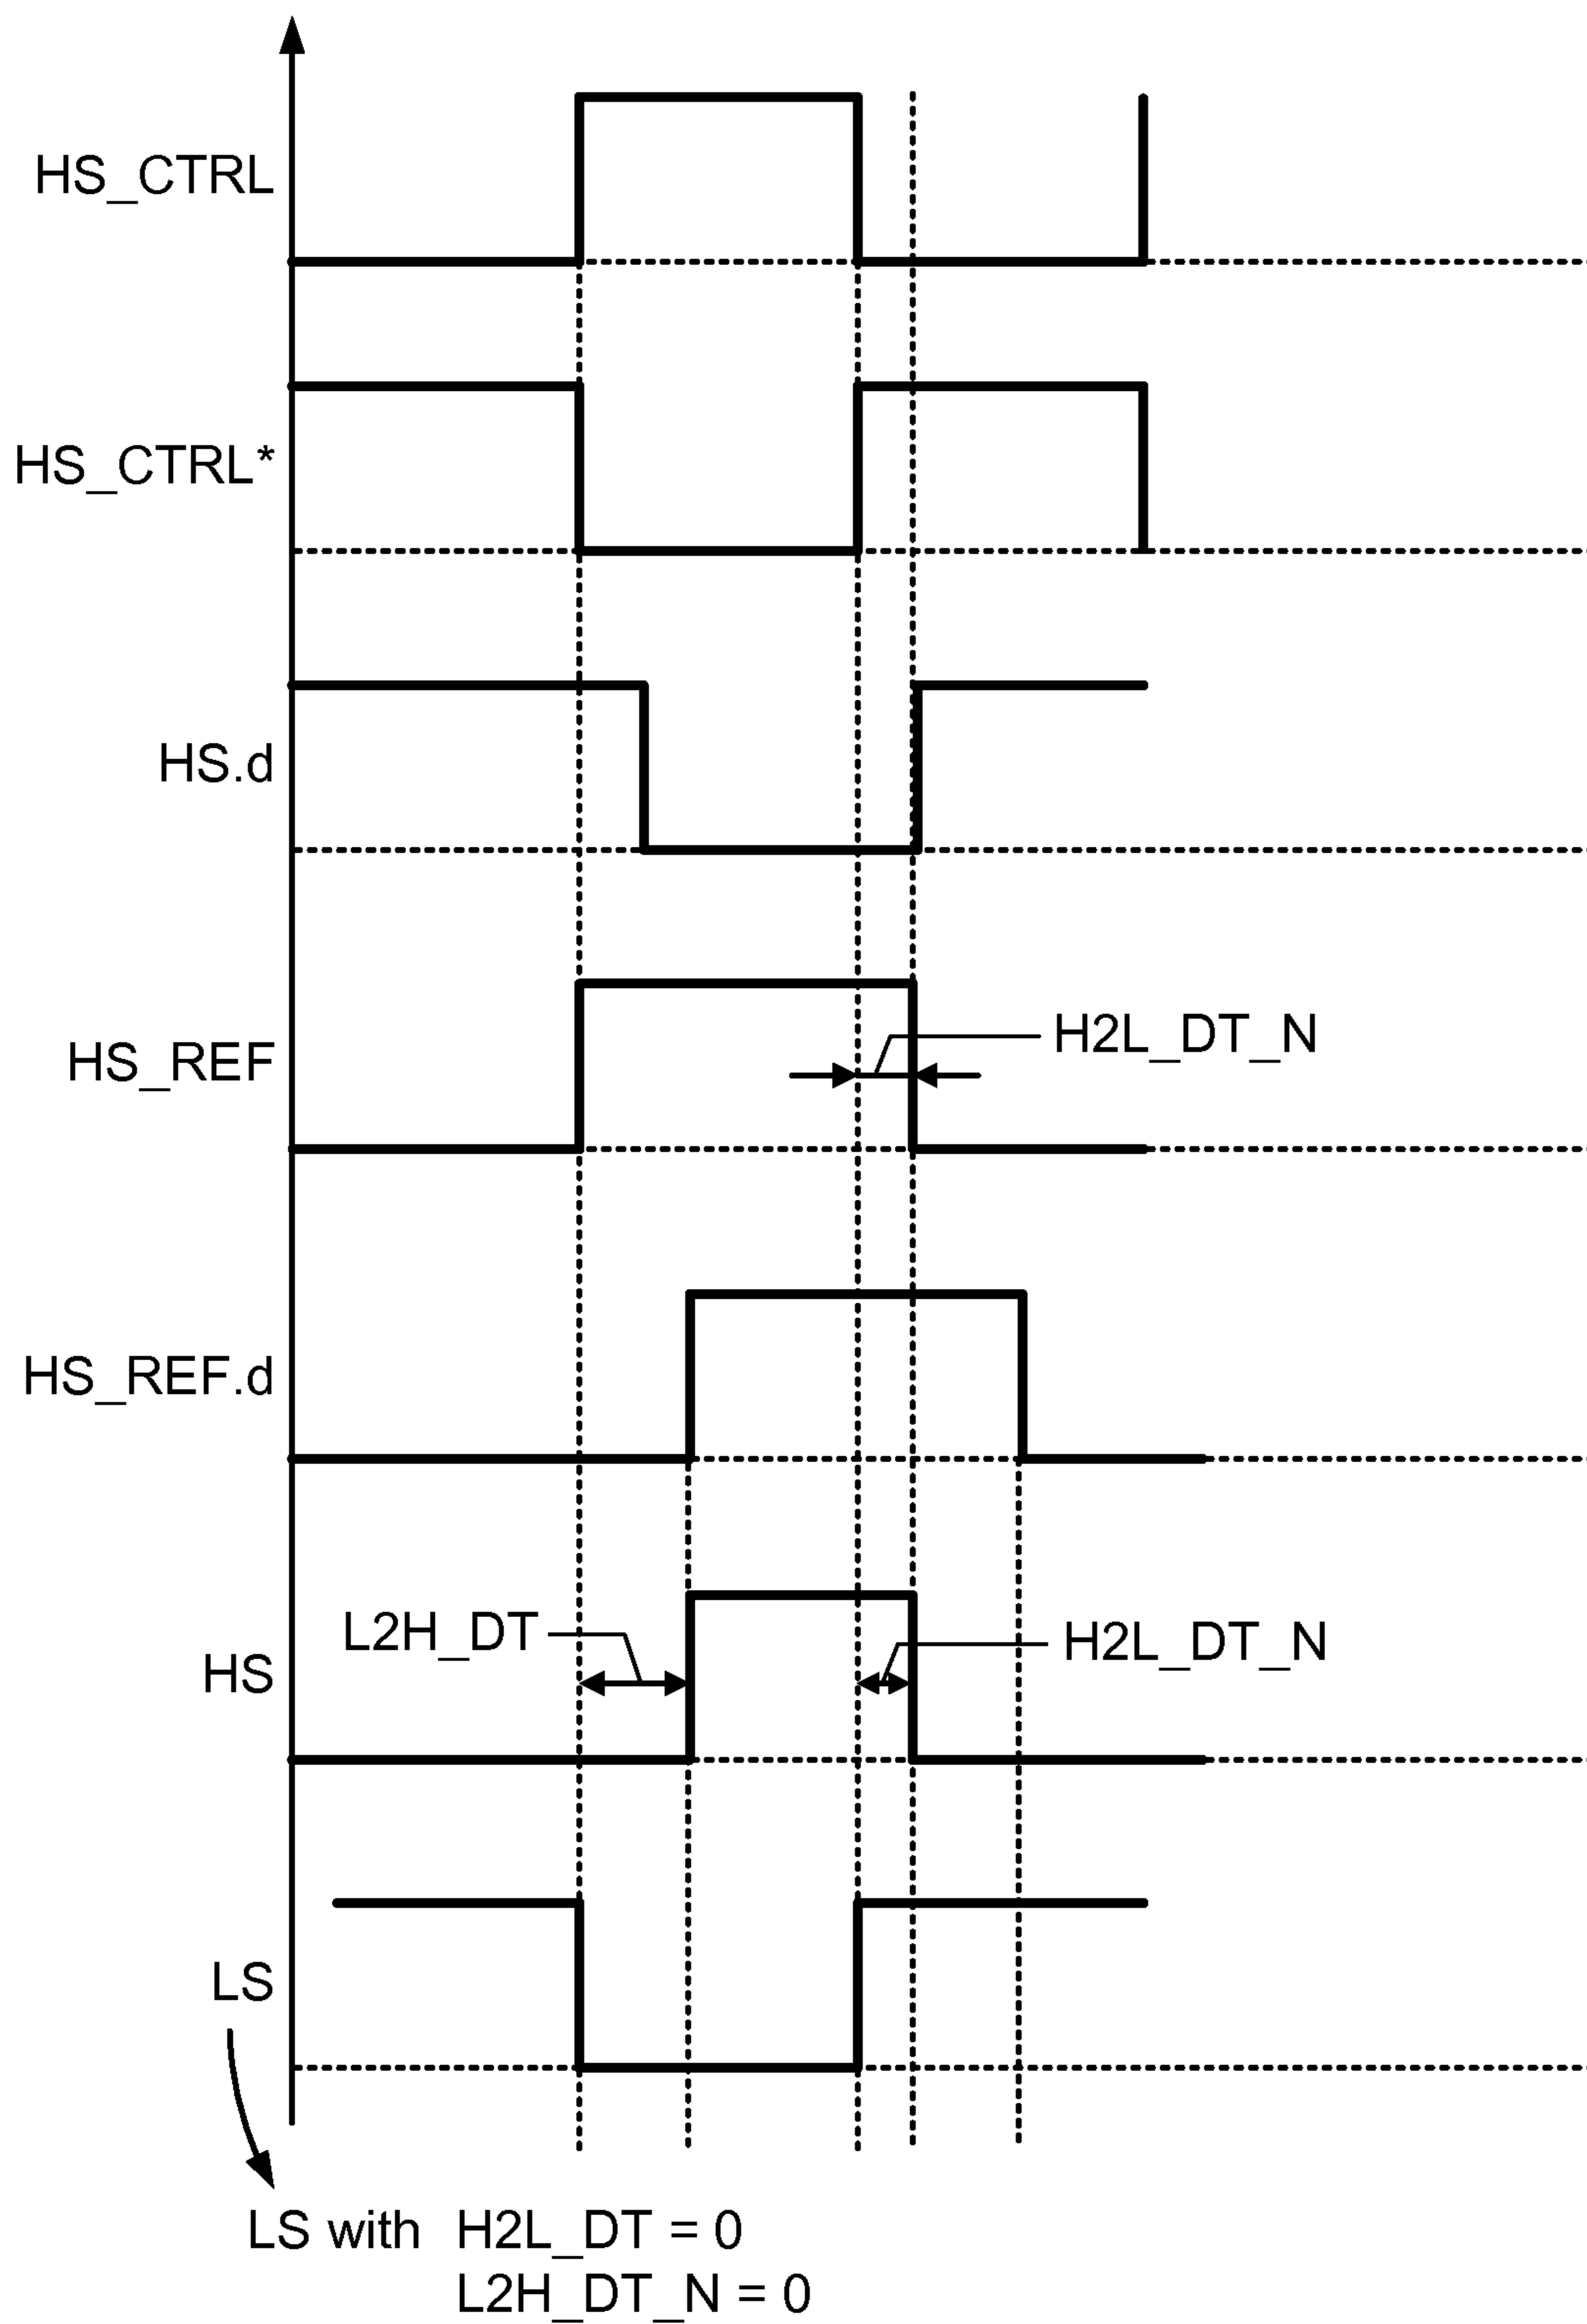 HS_CTRL
HS_CTRL*
HS.d
H2L_DT_N
HS_REF
HS_REF.d
L2H_DT
H2L_DT_N
HS
LS
LS with H2L_DT = 0
L2H_DT_N = 0